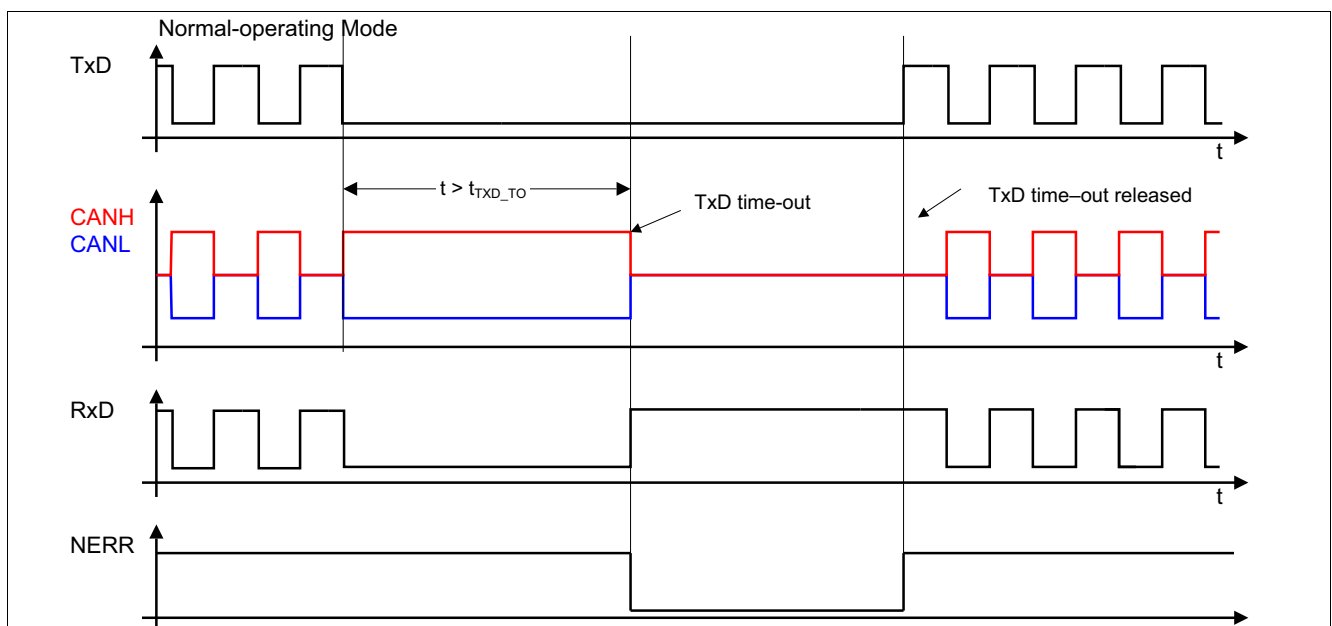 Normal-operating Mode
TxD
t
t > tTXD_TO
TxD time-out
TxD time–out released
CANH
CANL
t
RxD
t
NERR